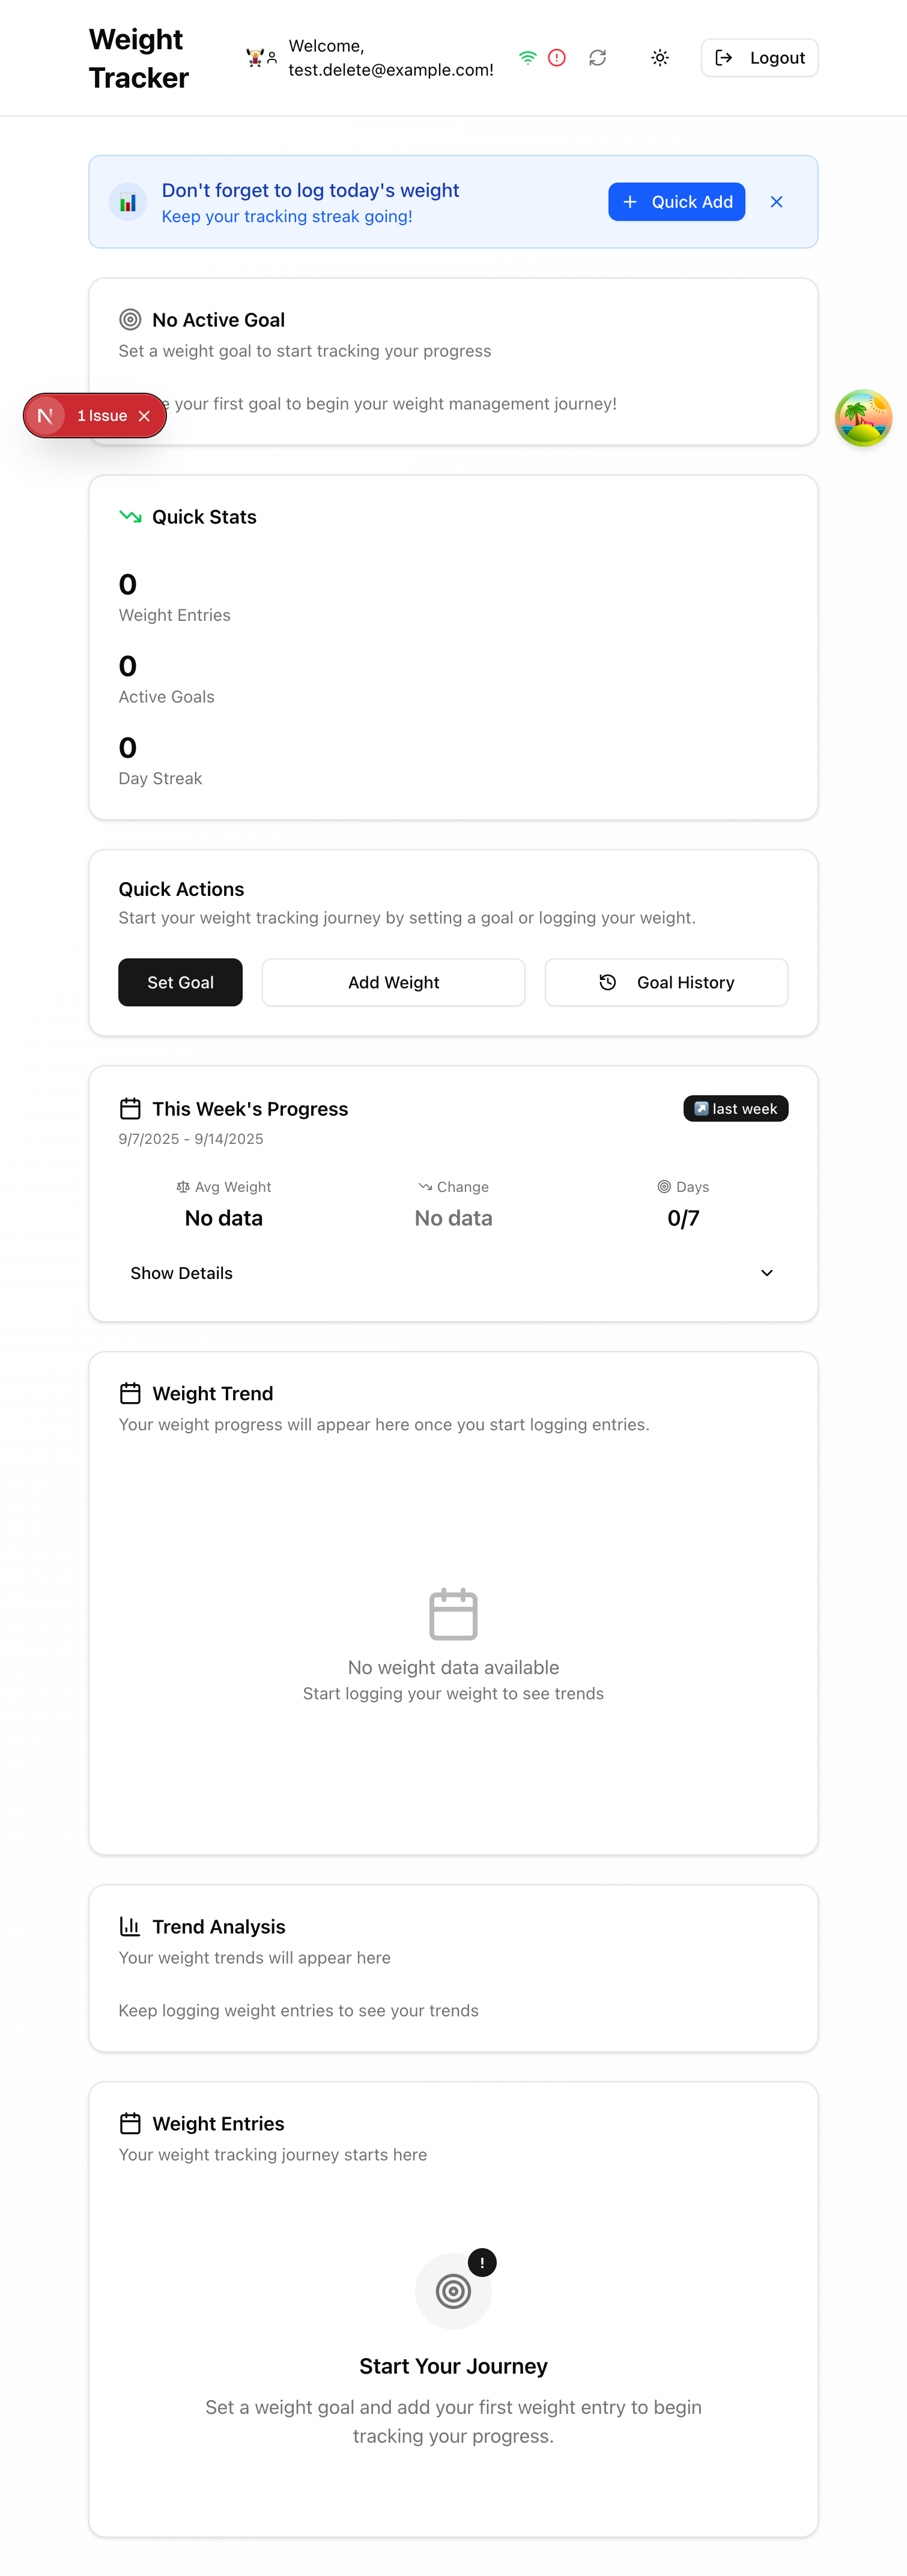 Weight
Tracker
Welcome,
test.delete@example.com!
Logout
Don't forget to log today's weight
Keep your tracking streak going!
Quick Add
No Active Goal
Set a weight goal to start tracking your progress
N 1 Issue
your first goal to begin your weight management journey!
Quick Stats
0
Weight Entries
0
Active Goals
0
Day Streak
Quick Actions
Start your weight tracking journey by setting a goal or logging your weight.
Set Goal
Add Weight
Goal History
This Week's Progress
last week
9/7/2025 - 9/14/2025
Avg Weight
No data
Change
No data
Days
0/7
Show Details
Weight Trend
Your weight progress will appear here once you start logging entries.
No weight data available
Start logging your weight to see trends
Trend Analysis
Your weight trends will appear here
Keep logging weight entries to see your trends
Weight Entries
Your weight tracking journey starts here
!
Start Your Journey
Set a weight goal and add your first weight entry to begin
tracking your progress.